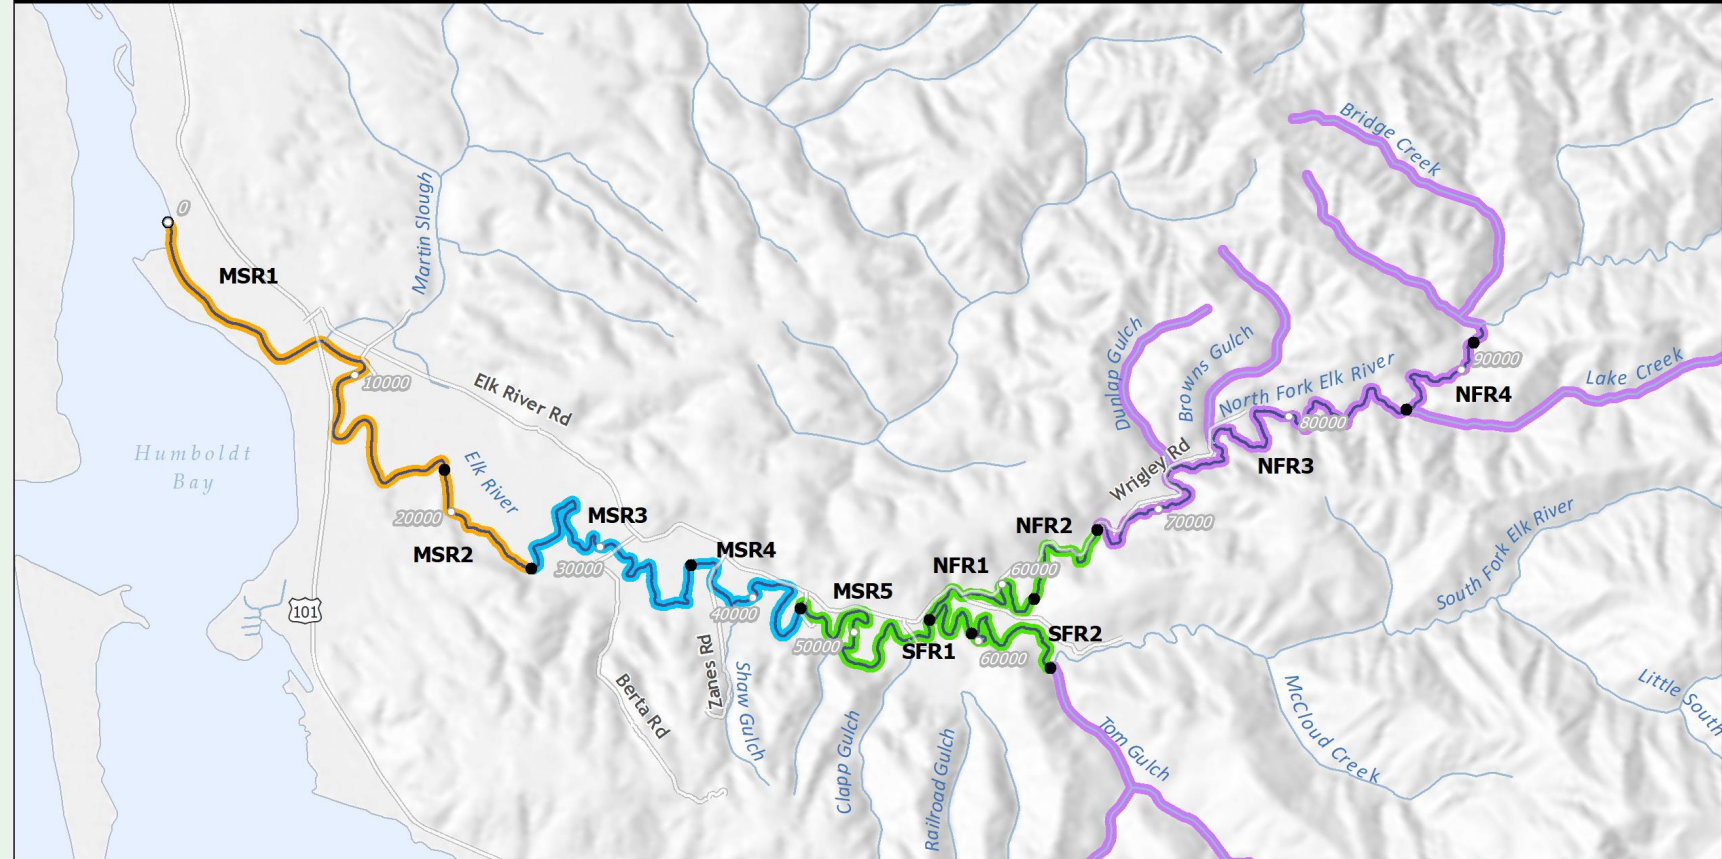 Bridge Creek
0
Martin Slough
MSR1
Dunlap Gulch
Browns Gulch
North Fork Elk River
90000
Lake Creek
10000
Elk River Rd
NFR4
80000
Humboldt
Bay
Elk River
Wrigley Rd
NFR3
20000
MSR3
70000
NFR2
South Fork Elk River
MSR2
30000
MSR4
NFR1
60000
MSR5
101
40000
50000
SFR1
60000
SFR2
Zanes Rd
Shaw Gulch
Berta Rd
Clapp Gulch
Railroad Gulch
Tom Gulch
McCloud Creek
Little South